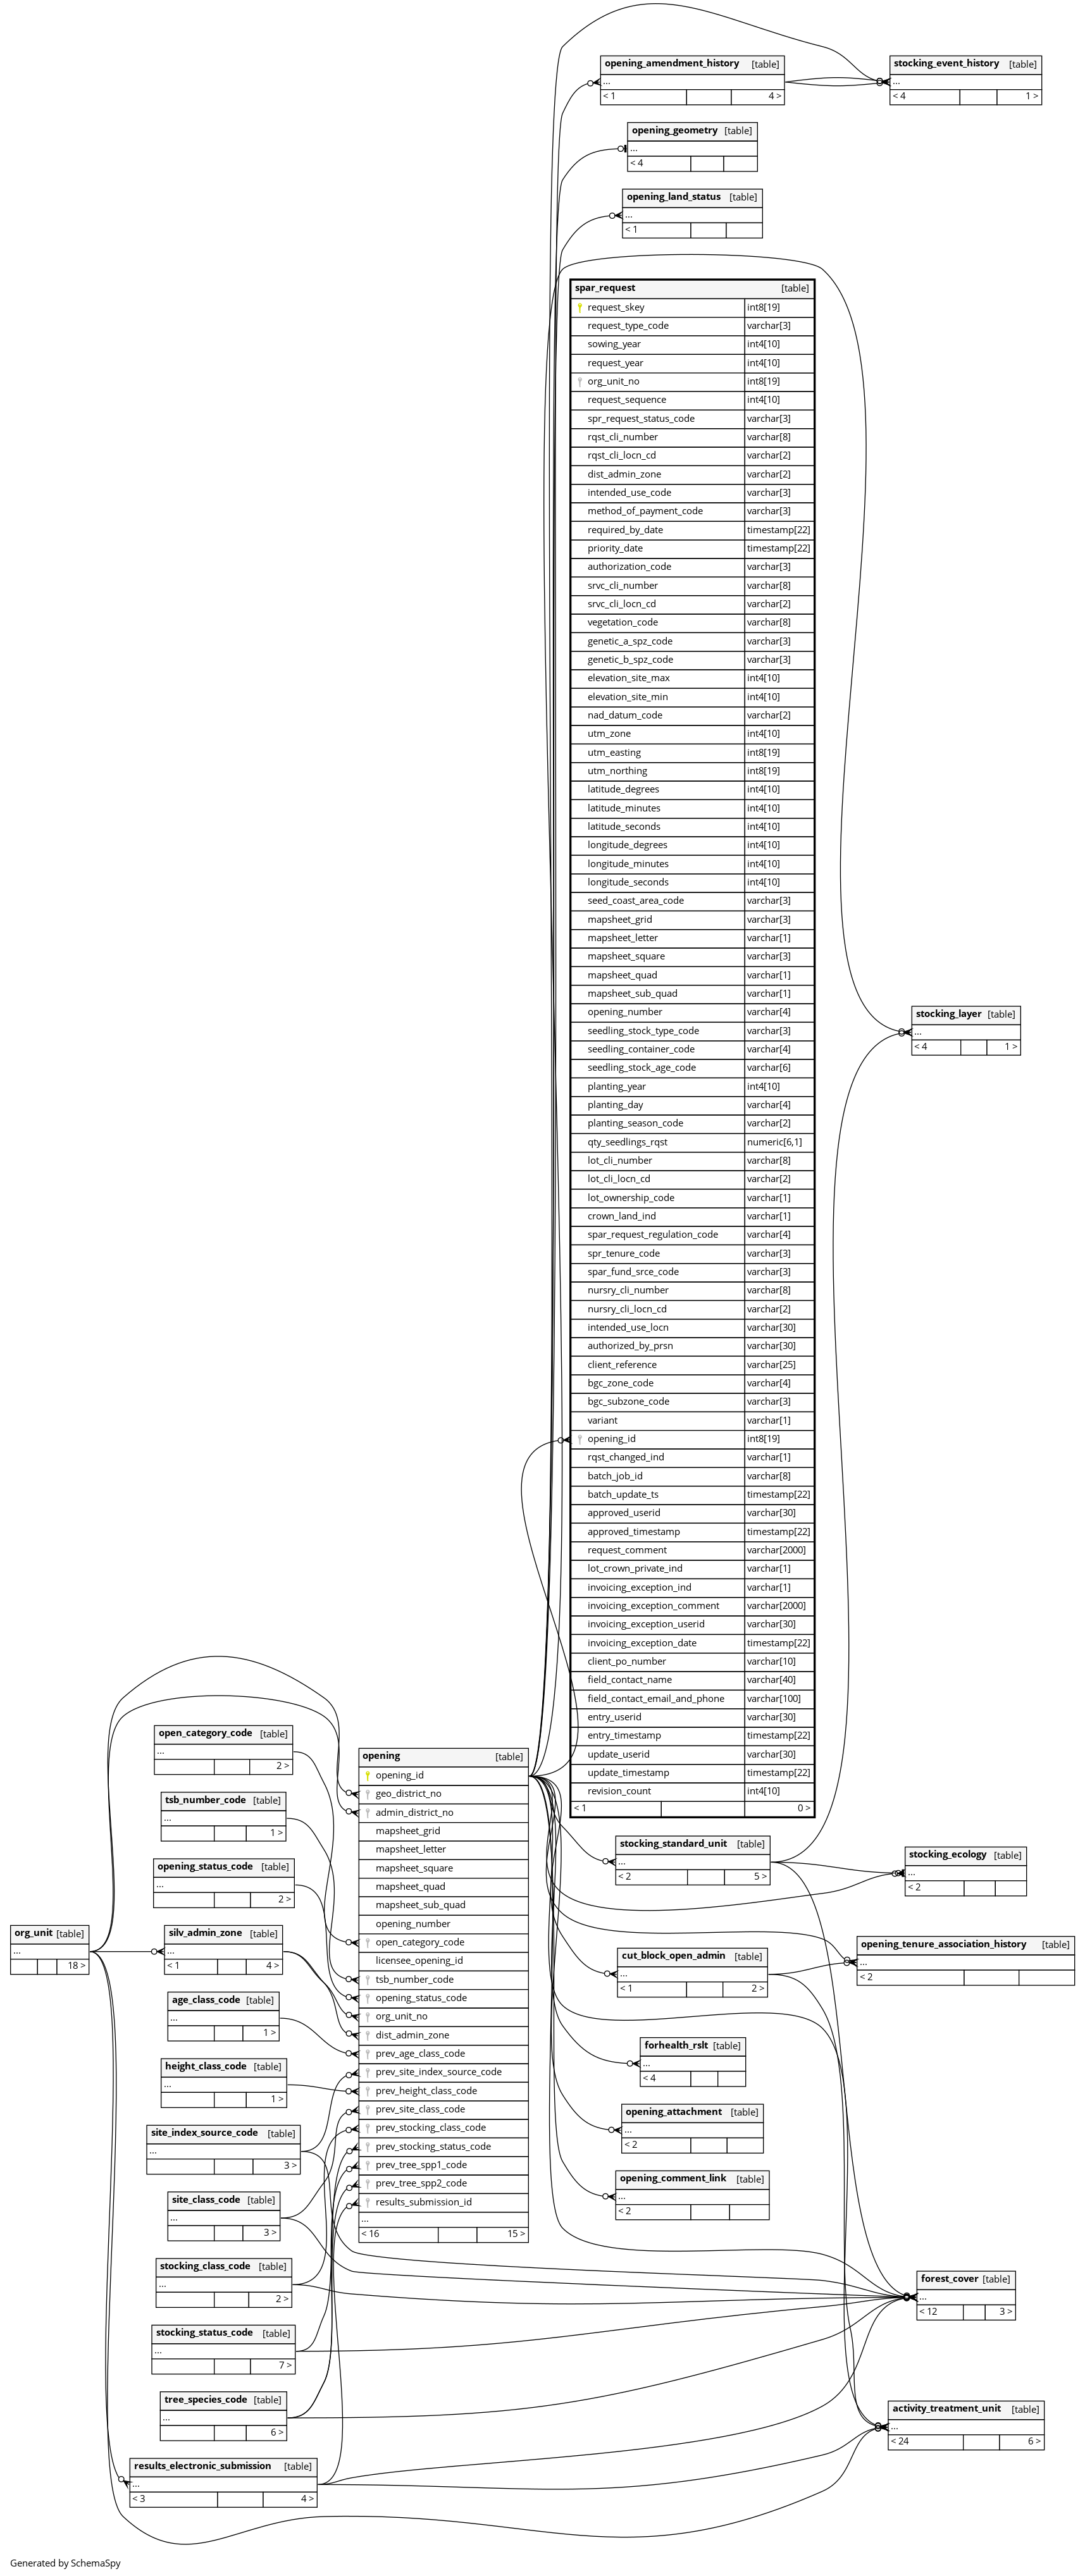 opening_amendment_history [table]
...
< 1 4 >
stocking_event_history [table]
...
< 4 1 >
opening_geometry [table]
...
< 4
opening_land_status [table]
...
< 1
spar_request [table]
request_skey int8[19]
request_type_code varchar[3]
sowing_year int4[10]
request_year int4[10]
org_unit_no int8[19]
request_sequence int4[10]
spr_request_status_code varchar[3]
rqst_cli_number varchar[8]
rqst_cli_locn_cd varchar[2]
dist_admin_zone varchar[2]
intended_use_code varchar[3]
method_of_payment_code varchar[3]
required_by_date timestamp[22]
priority_date timestamp[22]
authorization_code varchar[3]
srvc_cli_number varchar[8]
srvc_cli_locn_cd varchar[2]
vegetation_code varchar[8]
genetic_a_spz_code varchar[3]
genetic_b_spz_code varchar[3]
elevation_site_max int4[10]
elevation_site_min int4[10]
nad_datum_code varchar[2]
utm_zone int4[10]
utm_easting int8[19]
utm_northing int8[19]
latitude_degrees int4[10]
latitude_minutes int4[10]
latitude_seconds int4[10]
longitude_degrees int4[10]
longitude_minutes int4[10]
longitude_seconds int4[10]
seed_coast_area_code varchar[3]
mapsheet_grid varchar[3]
mapsheet_letter varchar[1]
mapsheet_square varchar[3]
mapsheet_quad varchar[1]
mapsheet_sub_quad varchar[1]
opening_number varchar[4]
seedling_stock_type_code varchar[3]
seedling_container_code varchar[4]
seedling_stock_age_code varchar[6]
planting_year int4[10]
planting_day varchar[4]
planting_season_code varchar[2]
qty_seedlings_rqst numeric[6,1]
lot_cli_number varchar[8]
lot_cli_locn_cd varchar[2]
lot_ownership_code varchar[1]
crown_land_ind varchar[1]
spar_request_regulation_code varchar[4]
spr_tenure_code varchar[3]
spar_fund_srce_code varchar[3]
nursry_cli_number varchar[8]
nursry_cli_locn_cd varchar[2]
intended_use_locn varchar[30]
authorized_by_prsn varchar[30]
client_reference varchar[25]
bgc_zone_code varchar[4]
bgc_subzone_code varchar[3]
variant varchar[1]
opening_id int8[19]
rqst_changed_ind varchar[1]
batch_job_id varchar[8]
batch_update_ts timestamp[22]
approved_userid varchar[30]
approved_timestamp timestamp[22]
request_comment varchar[2000]
lot_crown_private_ind varchar[1]
invoicing_exception_ind varchar[1]
invoicing_exception_comment varchar[2000]
invoicing_exception_userid varchar[30]
invoicing_exception_date timestamp[22]
client_po_number varchar[10]
field_contact_name varchar[40]
field_contact_email_and_phone varchar[100]
entry_userid varchar[30]
entry_timestamp timestamp[22]
update_userid varchar[30]
update_timestamp timestamp[22]
revision_count int4[10]
< 1 0 >
stocking_layer [table]
...
< 4 1 >
org_unit [table]
...
18 >
open_category_code [table]
...
2 >
tsb_number_code [table]
...
1 >
opening_status_code [table]
...
2 >
silv_admin_zone [table]
...
< 1 4 >
age_class_code [table]
...
1 >
height_class_code [table]
...
1 >
site_index_source_code [table]
...
3 >
site_class_code [table]
...
3 >
stocking_class_code [table]
...
2 >
stocking_status_code [table]
...
7 >
tree_species_code [table]
...
6 >
results_electronic_submission [table]
...
< 3 4 >
opening [table]
opening_id
geo_district_no
admin_district_no
mapsheet_grid
mapsheet_letter
mapsheet_square
mapsheet_quad
mapsheet_sub_quad
opening_number
open_category_code
licensee_opening_id
tsb_number_code
opening_status_code
org_unit_no
dist_admin_zone
prev_age_class_code
prev_site_index_source_code
prev_height_class_code
prev_site_class_code
prev_stocking_class_code
prev_stocking_status_code
prev_tree_spp1_code
prev_tree_spp2_code
results_submission_id
...
< 16 15 >
stocking_standard_unit [table]
...
< 2 5 >
stocking_ecology [table]
...
< 2
opening_tenure_association_history [table]
...
< 2
cut_block_open_admin [table]
...
< 1 2 >
forhealth_rslt [table]
...
< 4
opening_attachment [table]
...
< 2
opening_comment_link [table]
...
< 2
forest_cover [table]
...
< 12 3 >
activity_treatment_unit [table]
...
< 24 6 >
Generated by SchemaSpy